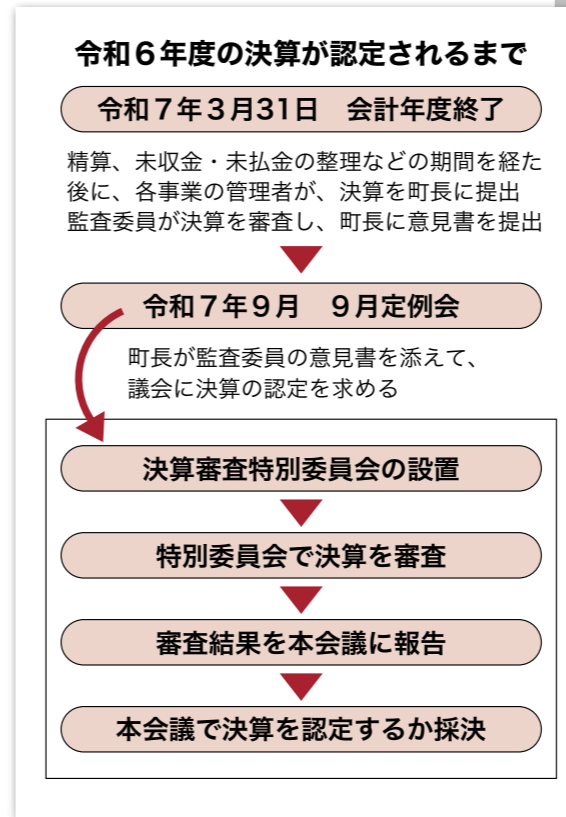 令和６年度の決算が認定されるまで
令和７年３月31日　会計年度終了
精算、未収金・未払金の整理などの期間を経た
後に、各事業の管理者が、決算を町長に提出
監査委員が決算を審査し、町長に意見書を提出
令和７年９月　９月定例会
町長が監査委員の意見書を添えて、
議会に決算の認定を求める
決算審査特別委員会の設置
特別委員会で決算を審査
審査結果を本会議に報告
本会議で決算を認定するか採決